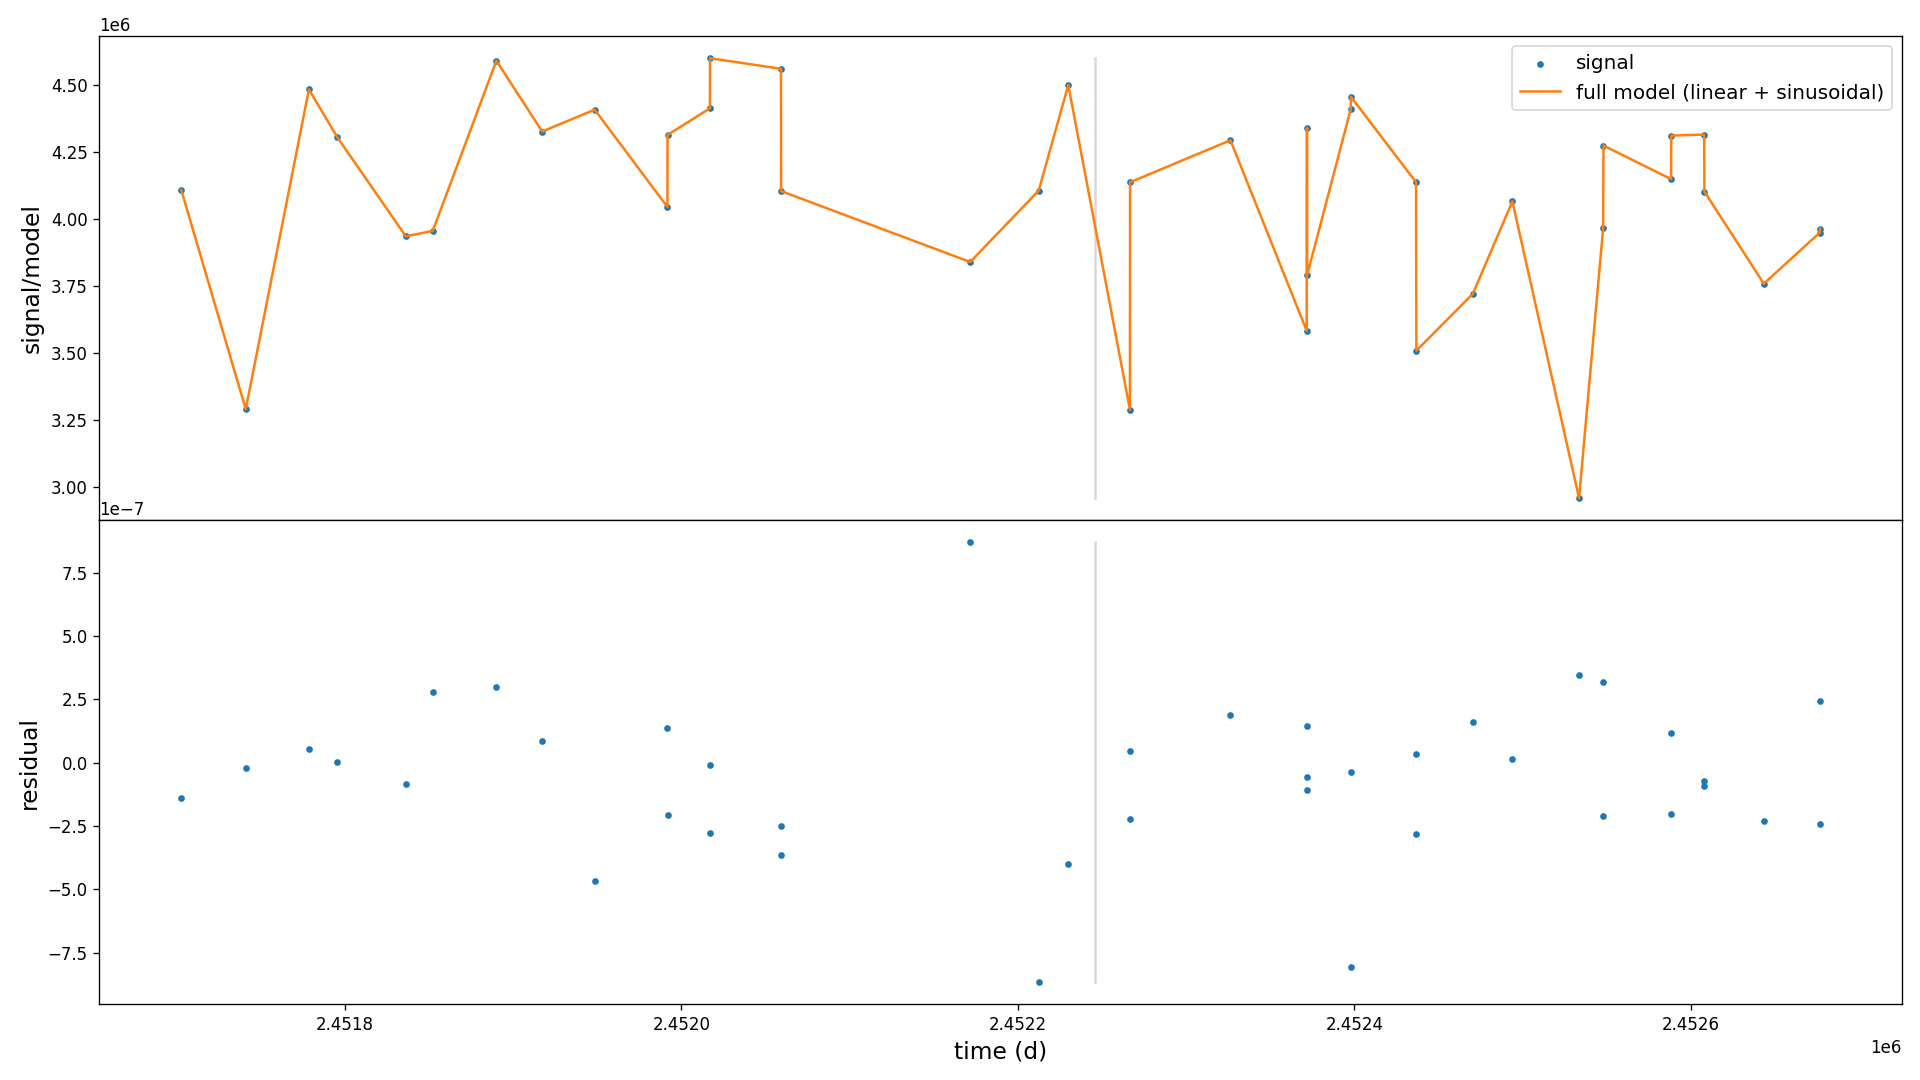 1e6
signal
full model (linear + sinusoidal)
4.50
4.25
4.00
3.75
3.50
3.25
3.00
signal/model
1e−7
7.5
5.0
2.5
0.0
−2.5
−5.0
−7.5
residual
2.4518
2.4520
2.4522
2.4524
2.4526
1e6
time (d)